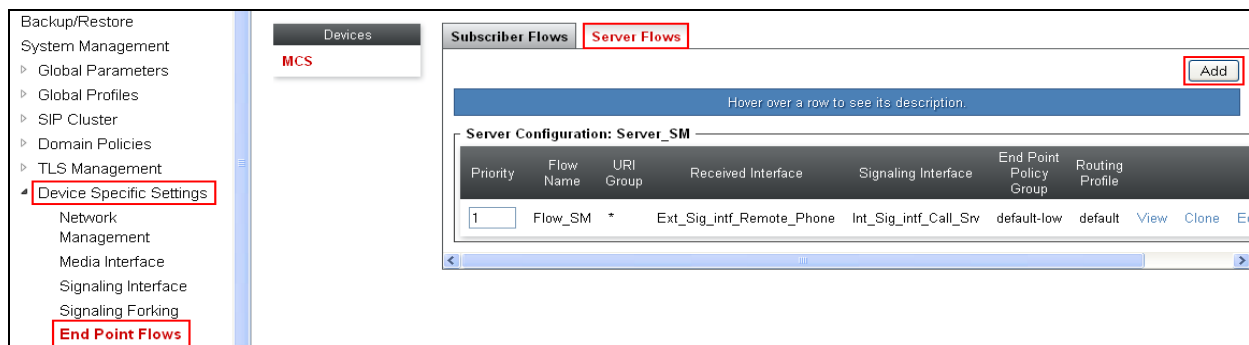 Backup/Restore
System Management
Global Parameters
Global Profiles
SIP Cluster
Domain Policies
TLS Management
Device Specific Settings
Network
Management
Media Interface
Signaling Interface
Signaling Forking
End Point Flows
Devices
MCS
Subscriber Flows
Server Flows
Add
Hover over a row to see its description.
Server Configuration: Server_SM
Priority Flow Name URI Group Received Interface Signaling Interface End Point Policy Group Routing Profile
1 Flow_SM * Ext_Sig_intf_Remote_Phone Int_Sig_intf_Call_Srv default-low default View Clone